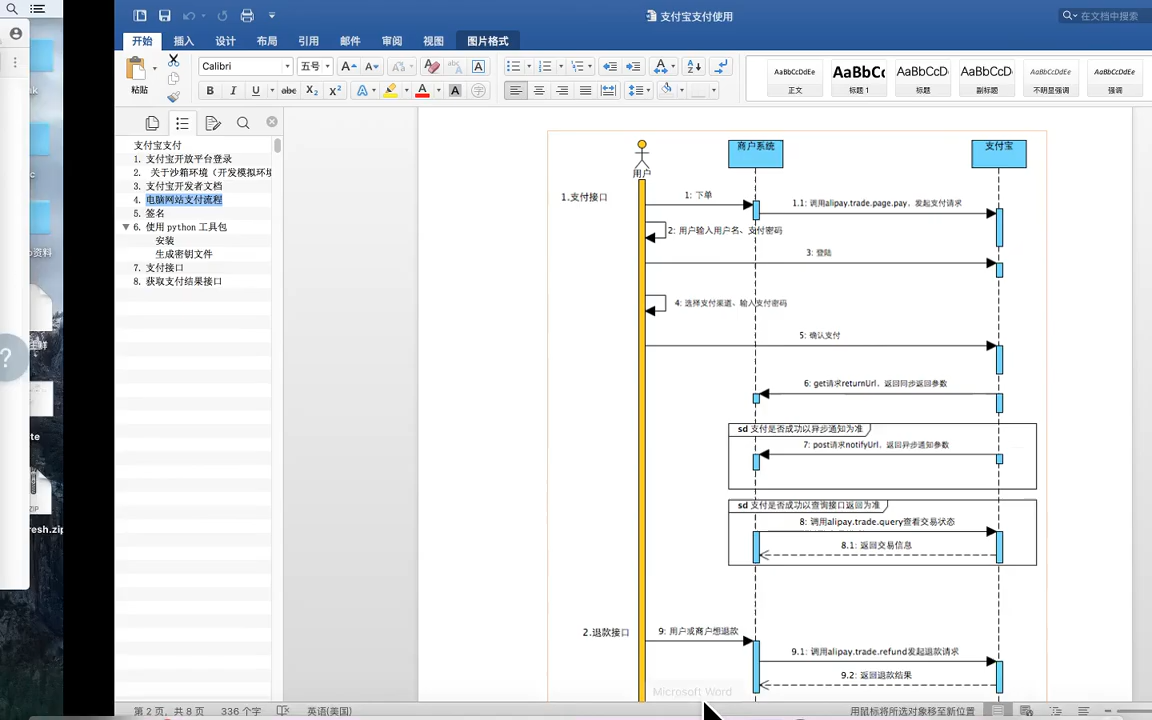 支付宝支付使用
在文档中搜索
开始 插入 设计 布局 引用 邮件 审阅 视图 图片格式
粘贴
Calibri 五号
AaBbCcDdEe AaBbCc AaBbCcD AaBbCcD AaBbCcDdEe AaBbCcDdEe
正文 标题 1 标题 副标题 不明显强调 强调
支付宝支付
1. 支付宝开放平台登录
2. 关于沙箱环境（开发模拟环境
3. 支付宝开发者文档
4. 电脑网站支付流程
5. 签名
6. 使用 python 工具包
安装
生成密钥文件
7. 支付接口
8. 获取支付结果接口
用户
商户系统
支付宝
1.支付接口
1: 下单
1.1: 调用alipay.trade.page.pay，发起支付请求
2: 用户输入用户名、支付密码
3: 登陆
4: 选择支付渠道、输入支付密码
5: 确认支付
6: get请求returnUrl，返回同步返回参数
sd 支付是否成功以异步通知为准
7: post请求notifyUrl，返回异步通知参数
sd 支付是否成功以查询接口返回为准
8: 调用alipay.trade.query查看交易状态
8.1: 返回交易信息
2.退款接口
9: 用户或商户想退款
9.1: 调用alipay.trade.refund发起退款请求
9.2: 返回退款结果
Microsoft Word
第 2 页，共 8 页 336 个字 英语(美国)
用鼠标将所选对象移至新位置
资料
ZIP
resh.zip